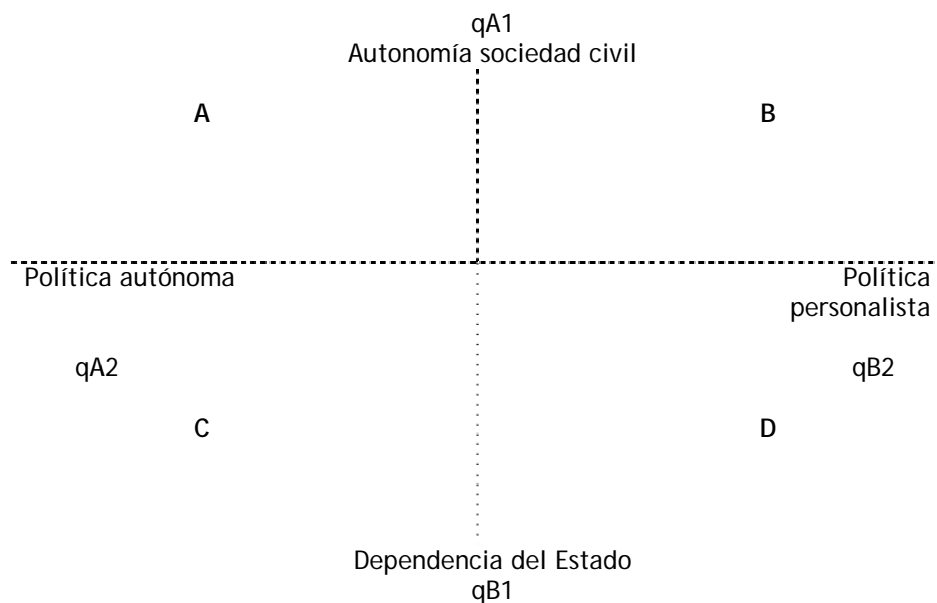 qA1
Autonomía sociedad civil
A B
Política autónoma Política
personalista
qA2 qB2
C D
Dependencia del Estado
qB1